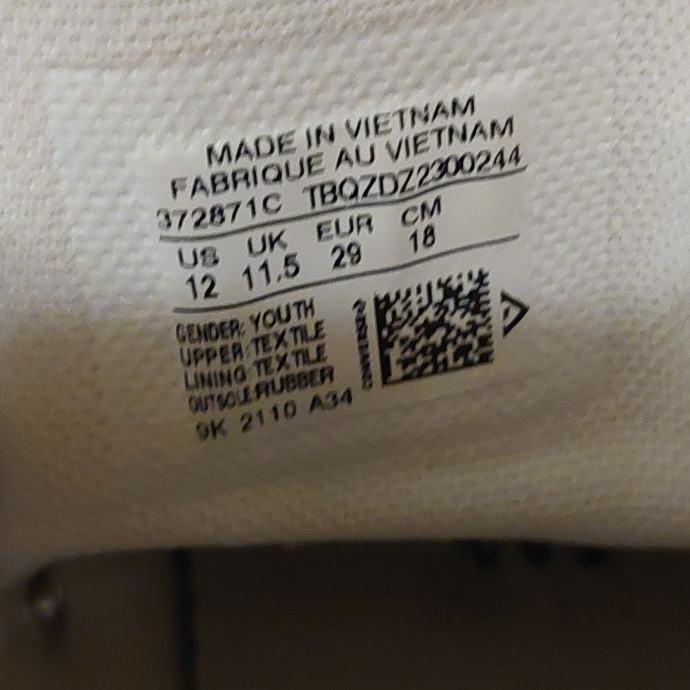 MADE IN VIETNAM
FABRIQUE AU VIETNAM
372871C TBQZDZ2300244
US UK EUR CM
12 11.5 29 18
GENDER: YOUTH
UPPER: TEXTILE
LINING: TEXTILE
OUTSOLE:RUBBER
9K 2110 A34